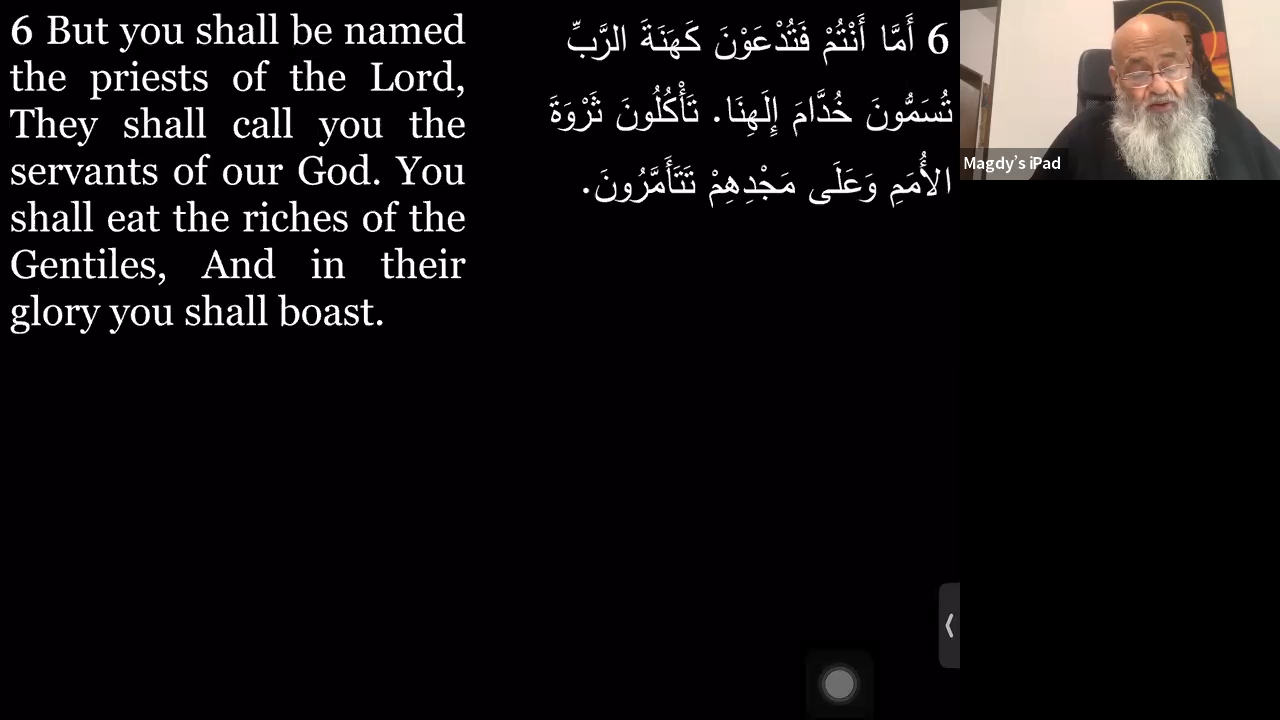 6 But you shall be named
the priests of the Lord,
They shall call you the
servants of our God. You
shall eat the riches of the
Gentiles, And in their
glory you shall boast.
6 أَمَّا أَنْتُمْ فَتُدْعَوْنَ كَهَنَةَ الرَّبِّ
تُسَمُّونَ خُدَّامَ إِلَهِنَا. تَأْكُلُونَ ثَرْوَةَ
الأُمَمِ وَعَلَى مَجْدِهِمْ تَتَأَمَّرُونَ.
Magdy’s iPad